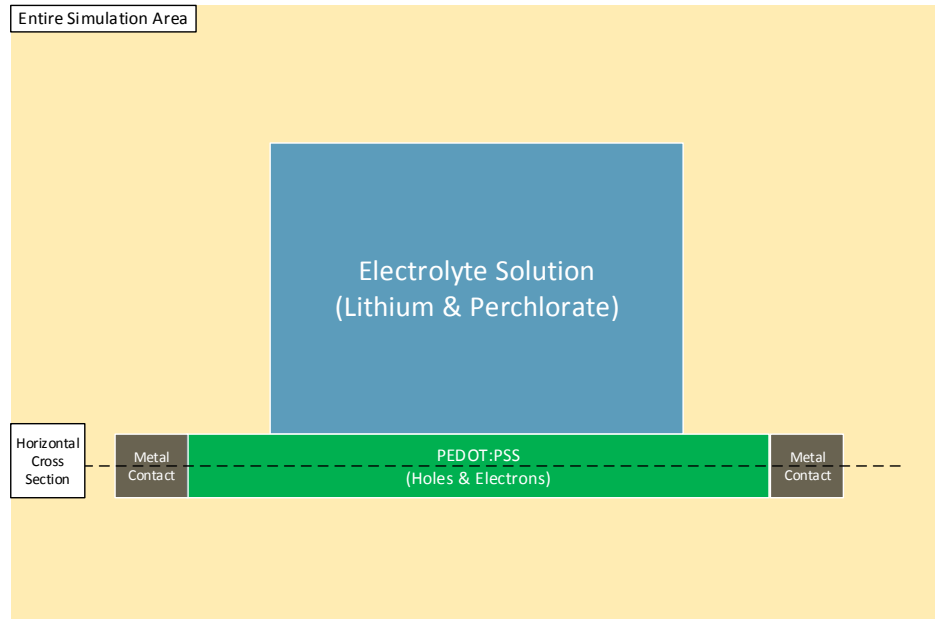 Entire Simulation Area
Electrolyte Solution
(Lithium & Perchlorate)
Horizontal
Cross
Section
Metal
Contact
PEDOT:PSS
(Holes & Electrons)
Metal
Contact